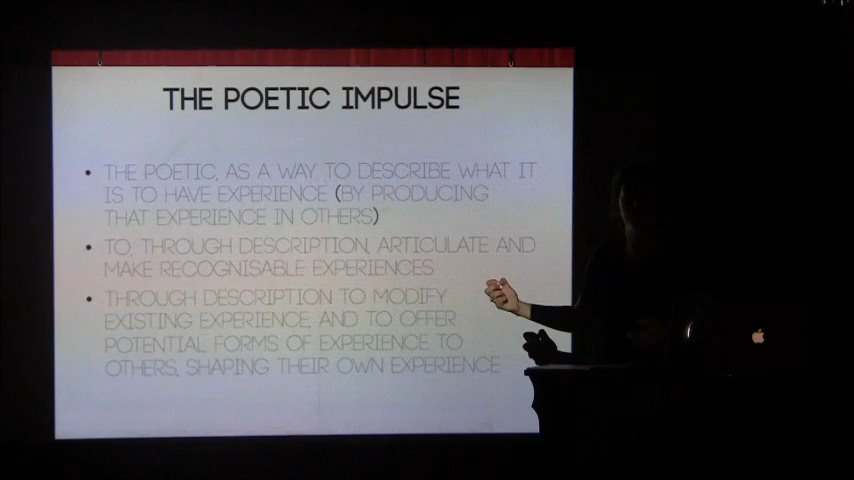 THE POETIC IMPULSE
• THE POETIC, AS A WAY TO DESCRIBE WHAT IT
IS TO HAVE EXPERIENCE (BY PRODUCING
THAT EXPERIENCE IN OTHERS)
• TO, THROUGH DESCRIPTION, ARTICULATE AND
MAKE RECOGNISABLE EXPERIENCES
• THROUGH DESCRIPTION TO MODIFY
EXISTING EXPERIENCE, AND TO OFFER
POTENTIAL FORMS OF EXPERIENCE TO
OTHERS, SHAPING THEIR OWN EXPERIENCE